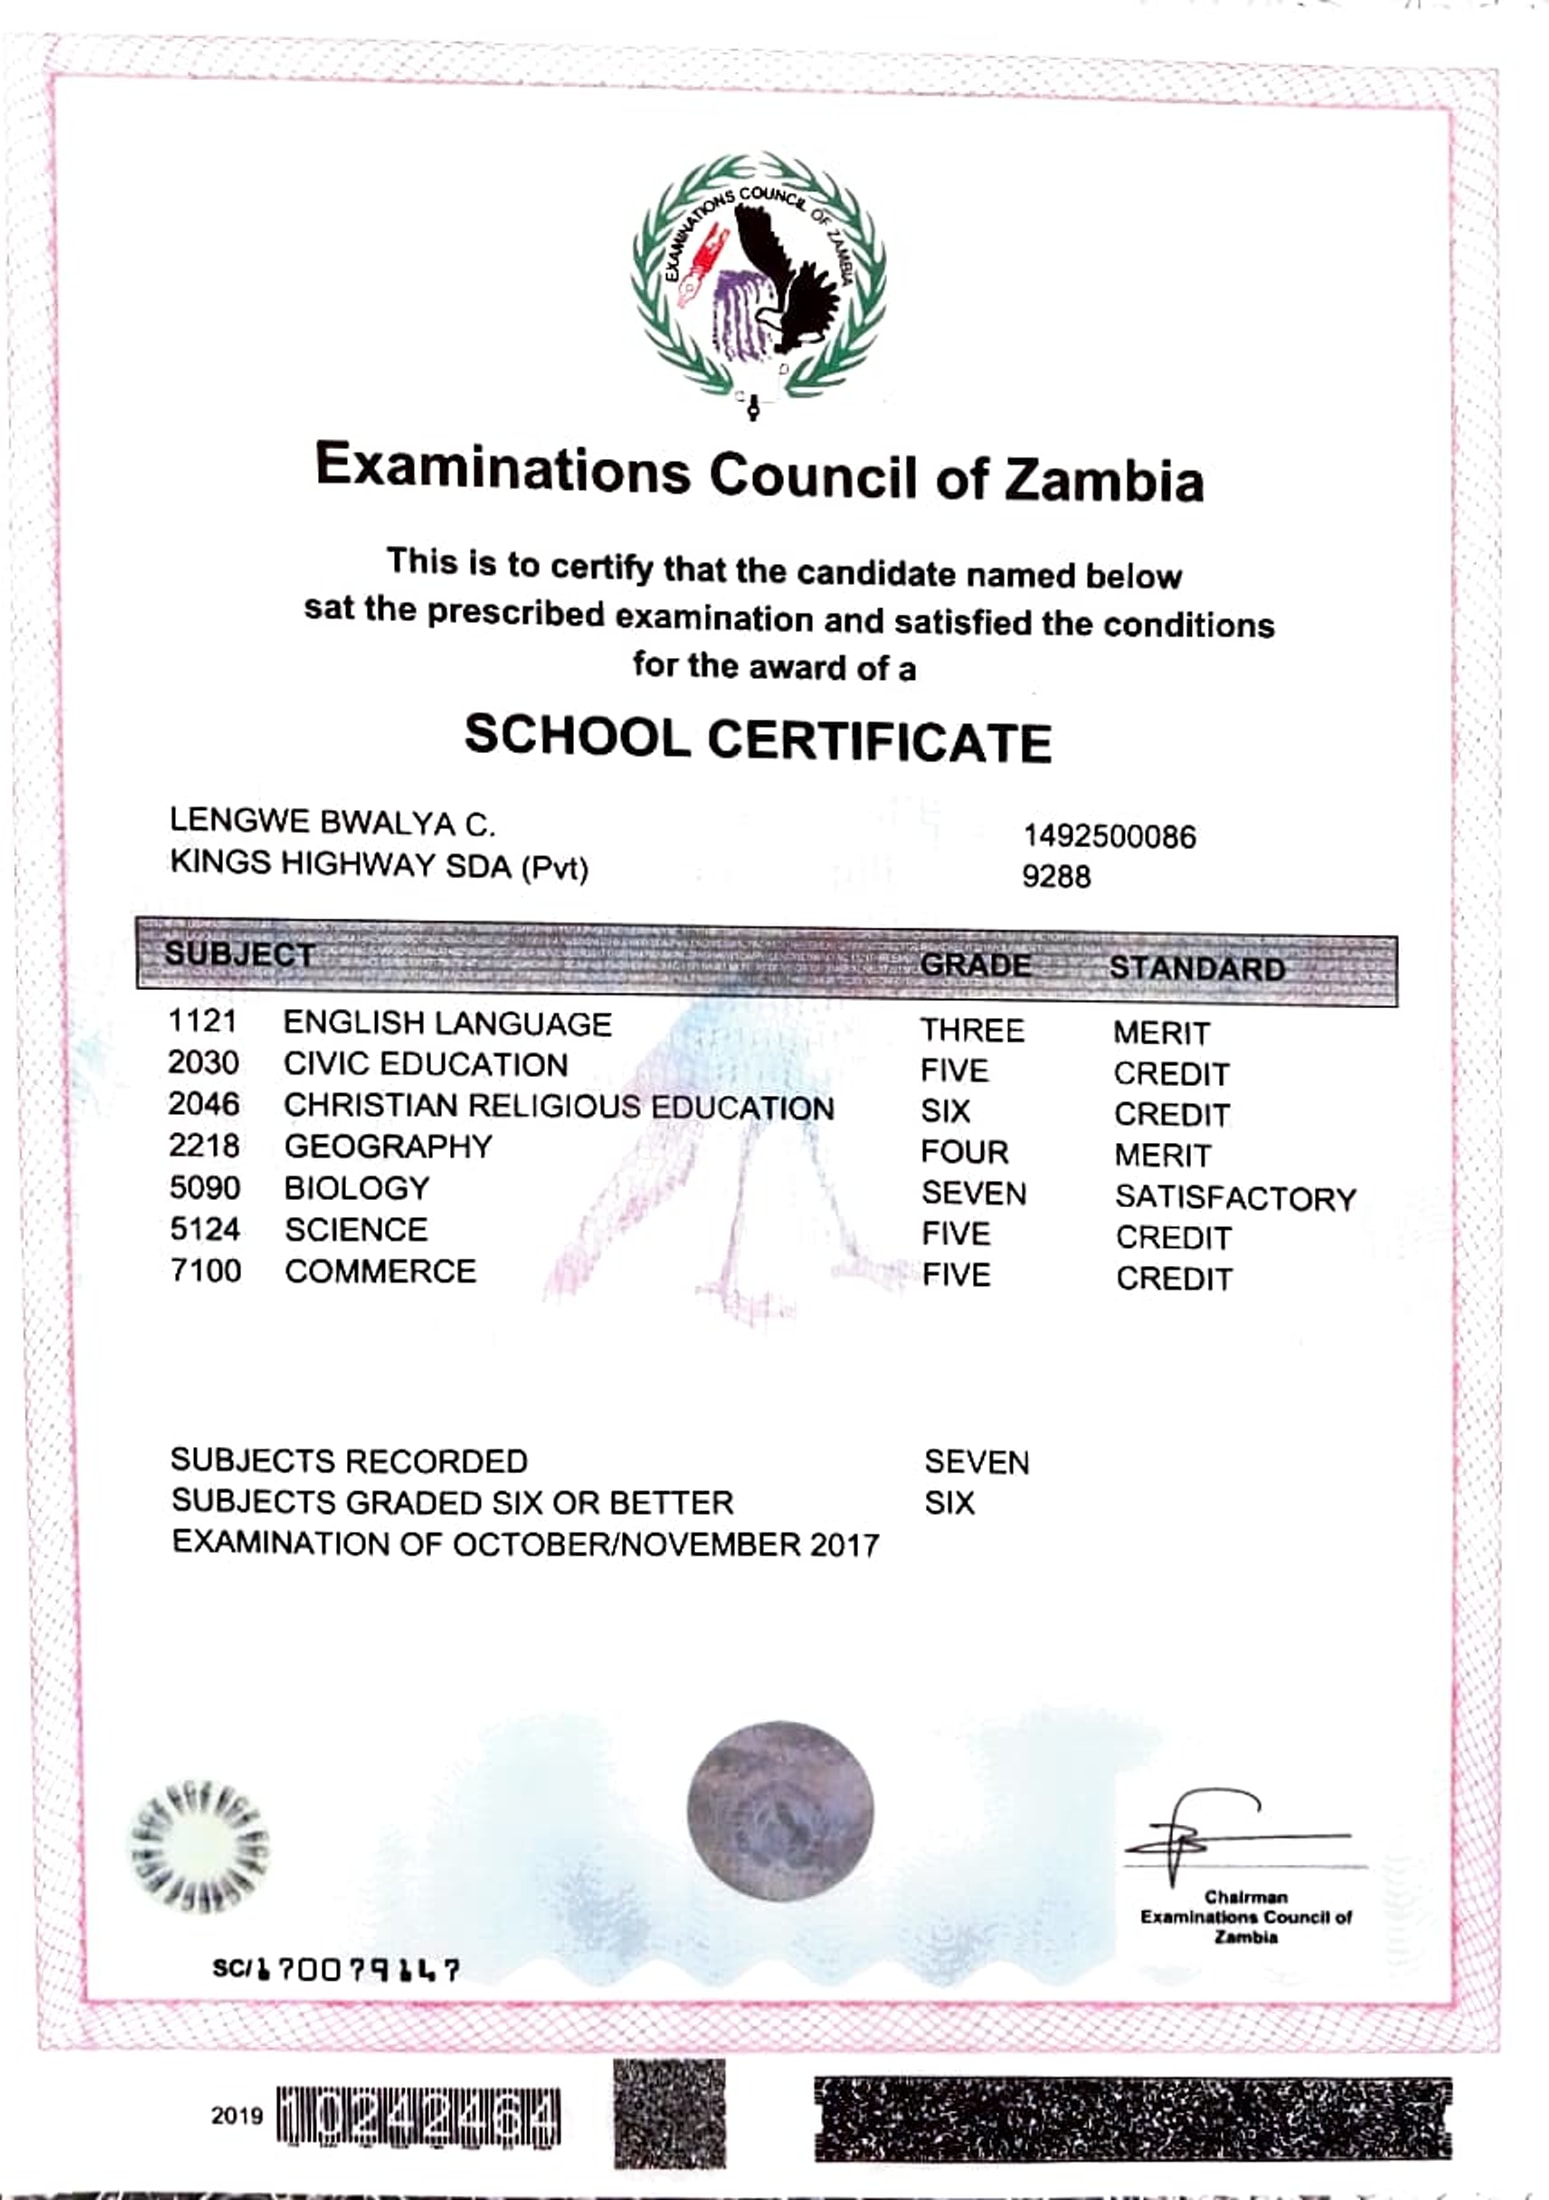 EXAMINATIONS COUNCIL OF ZAMBIA
Examinations Council of Zambia
This is to certify that the candidate named below
sat the prescribed examination and satisfied the conditions
for the award of a
SCHOOL CERTIFICATE
LENGWE BWALYA C. 1492500086
KINGS HIGHWAY SDA (Pvt) 9288
SUBJECT GRADE STANDARD
1121 ENGLISH LANGUAGE THREE MERIT
2030 CIVIC EDUCATION FIVE CREDIT
2046 CHRISTIAN RELIGIOUS EDUCATION SIX CREDIT
2218 GEOGRAPHY FOUR MERIT
5090 BIOLOGY SEVEN SATISFACTORY
5124 SCIENCE FIVE CREDIT
7100 COMMERCE FIVE CREDIT
SUBJECTS RECORDED SEVEN
SUBJECTS GRADED SIX OR BETTER SIX
EXAMINATION OF OCTOBER/NOVEMBER 2017
Chairman
Examinations Council of
Zambia
SC/170079147
2019 10242464